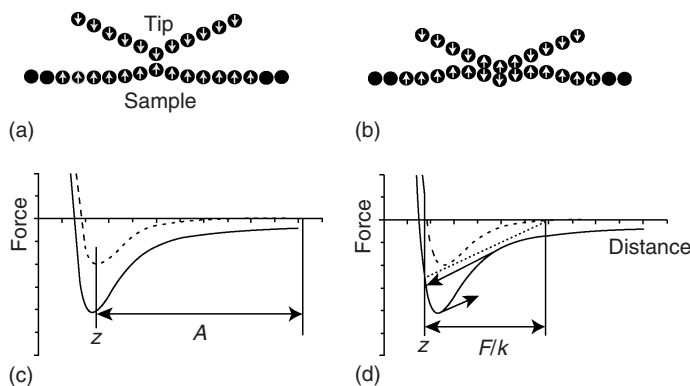 Tip
Sample
(a)
(b)
Force
z
A
(c)
Force
Distance
z
F/k
(d)